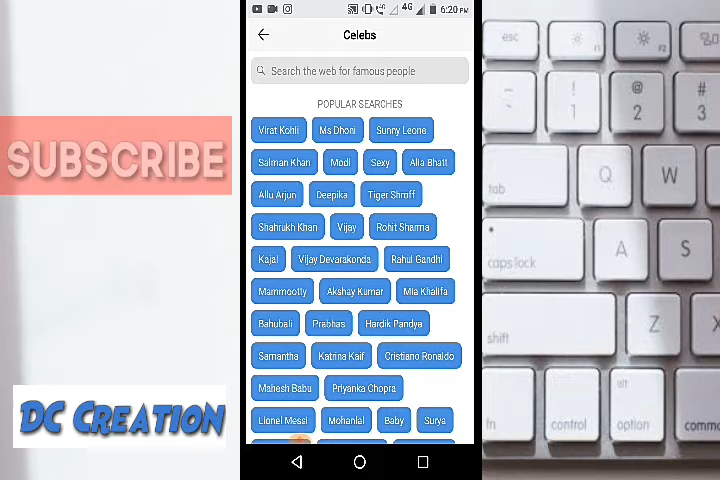 4G 6:20 PM
Celebs
Search the web for famous people
POPULAR SEARCHES
Virat Kohli Ms Dhoni Sunny Leone
Salman Khan Modi Sexy Alia Bhatt
Allu Arjun Deepika Tiger Shroff
Shahrukh Khan Vijay Rohit Sharma
Kajal Vijay Devarakonda Rahul Gandhi
Mammootty Akshay Kumar Mia Khalifa
Bahubali Prabhas Hardik Pandya
Samantha Katrina Kaif Cristiano Ronaldo
Mahesh Babu Priyanka Chopra
Lionel Messi Mohanlal Baby Surya
SUBSCRIBE
DC CREATION
esc F1 F2
! 1 @ 2 # 3
tab Q W
caps lock A S
shift Z X
fn control alt option